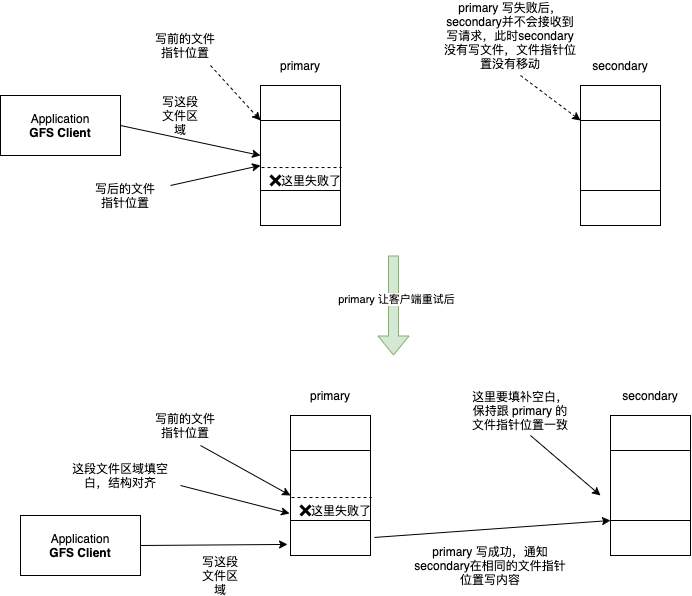 primary 写失败后，
secondary并不会接收到
写请求，此时secondary
没有写文件，文件指针位
置没有移动
写前的文件
指针位置
primary
secondary
写这段
文件区
域
Application
GFS Client
❌这里失败了
写后的文件
指针位置
primary 让客户端重试后
primary
secondary
这里要填补空白，
保持跟 primary 的
文件指针位置一致
写前的文件
指针位置
这段文件区域填空
白，结构对齐
❌这里失败了
Application
GFS Client
写这段
文件区
域
primary 写成功，通知
secondary在相同的文件指针
位置写内容